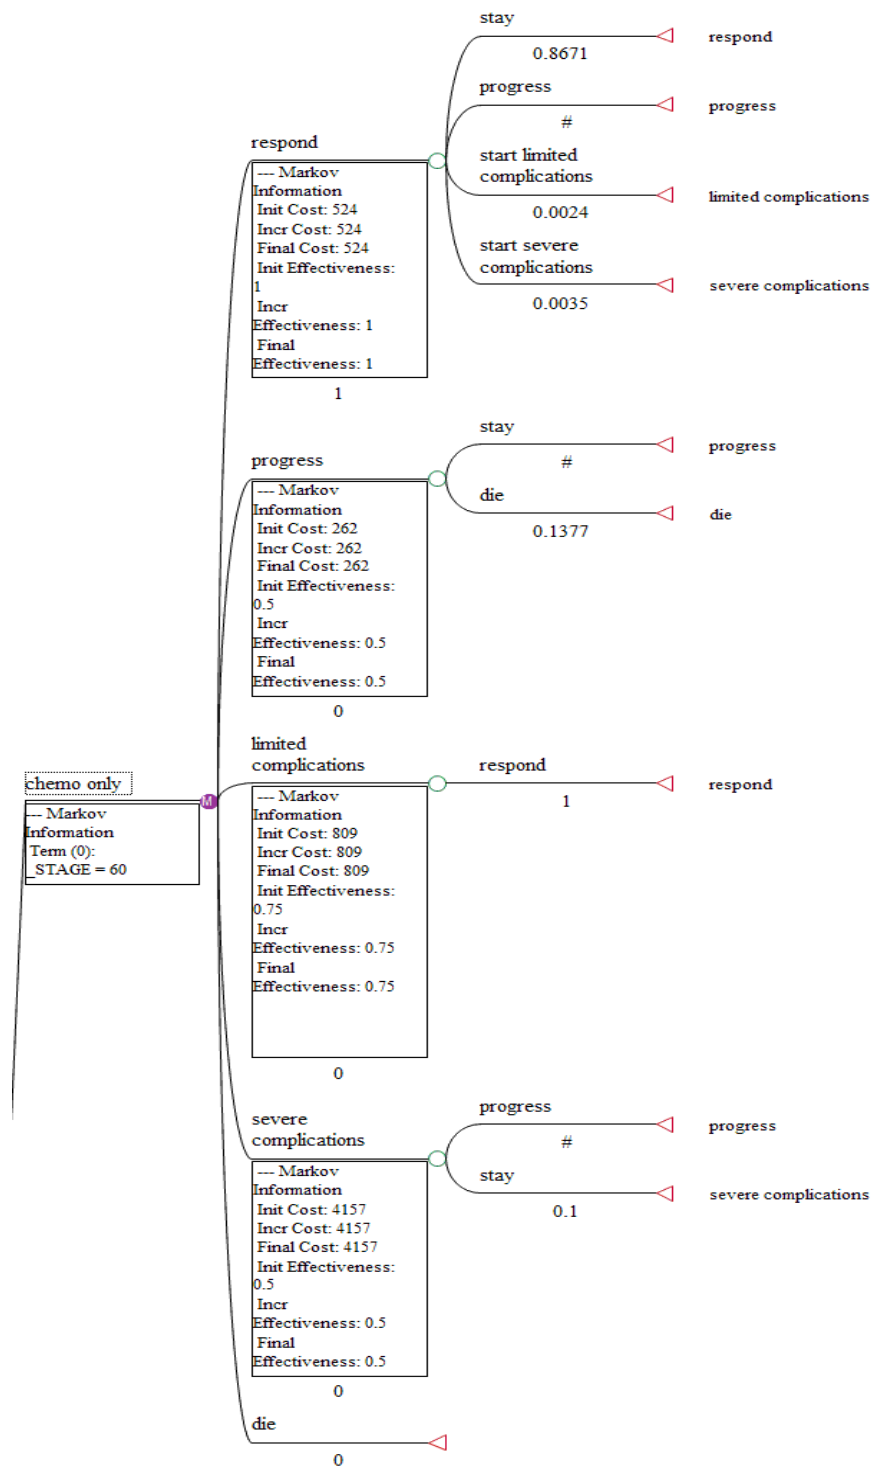 stay
0.8671
respond
progress
#
progress
start limited
complications
0.0024
limited complications
start severe
complications
0.0035
severe complications
respond
--- Markov
Information
Init Cost: 524
Incr Cost: 524
Final Cost: 524
Init Effectiveness:
1
Incr
Effectiveness: 1
Final
Effectiveness: 1
1
stay
#
progress
die
0.1377
die
progress
--- Markov
Information
Init Cost: 262
Incr Cost: 262
Final Cost: 262
Init Effectiveness:
0.5
Incr
Effectiveness: 0.5
Final
Effectiveness: 0.5
0
limited
complications
respond
1
respond
--- Markov
Information
Init Cost: 809
Incr Cost: 809
Final Cost: 809
Init Effectiveness:
0.75
Incr
Effectiveness: 0.75
Final
Effectiveness: 0.75
0
chemo only
M
--- Markov
Information
Term (0):
_STAGE = 60
severe
complications
progress
#
progress
stay
0.1
severe complications
--- Markov
Information
Init Cost: 4157
Incr Cost: 4157
Final Cost: 4157
Init Effectiveness:
0.5
Incr
Effectiveness: 0.5
Final
Effectiveness: 0.5
0
die
0